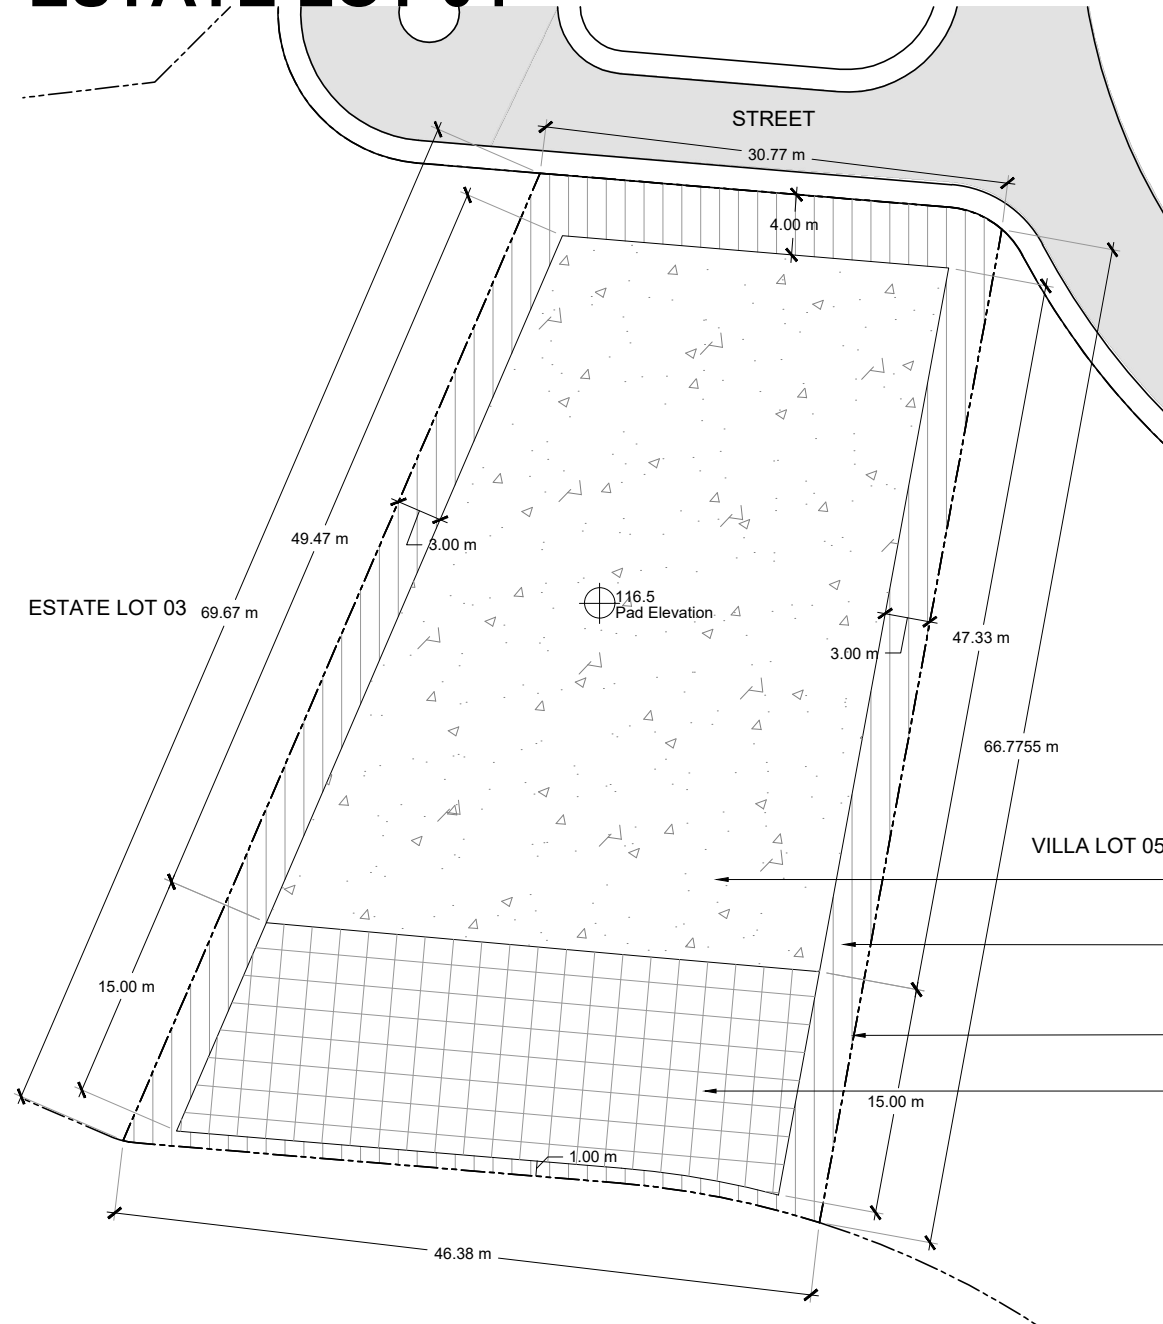 STREET
30.77 m
4.00 m
49.47 m
3.00 m
116.5
Pad Elevation
ESTATE LOT 03
69.67 m
3.00 m
47.33 m
66.7755 m
VILLA LOT 05
15.00 m
15.00 m
1.00 m
46.38 m